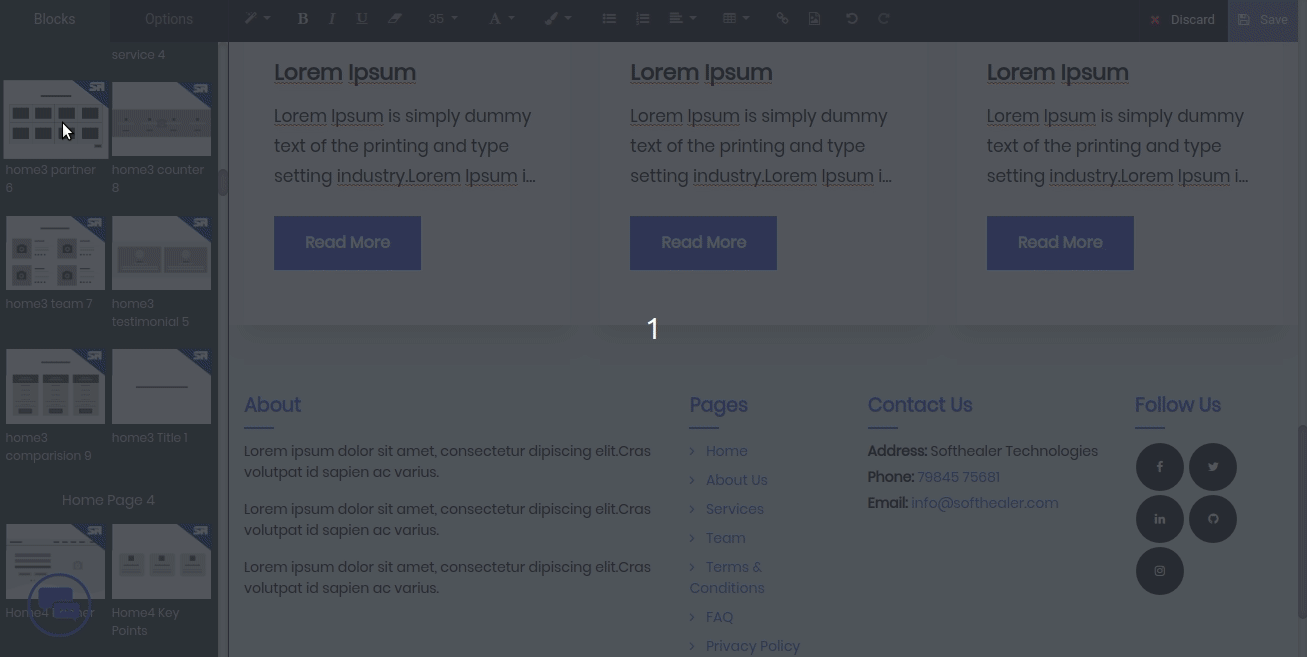 Blocks
Options
35
Discard
Save
service 4
home3 partner
6
home3 counter
8
home3 team 7
home3
testimonial 5
home3
comparision 9
home3 Title 1
Home Page 4
Home4 Key
Points
Lorem Ipsum
Lorem Ipsum is simply dummy
text of the printing and type
setting industry.Lorem Ipsum i...
Read More
Lorem Ipsum
Lorem Ipsum is simply dummy
text of the printing and type
setting industry.Lorem Ipsum i...
Read More
Lorem Ipsum
Lorem Ipsum is simply dummy
text of the printing and type
setting industry.Lorem Ipsum i...
Read More
1
About
Lorem ipsum dolor sit amet, consectetur dipiscing elit.Cras
volutpat id sapien ac varius.
Lorem ipsum dolor sit amet, consectetur dipiscing elit.Cras
volutpat id sapien ac varius.
Lorem ipsum dolor sit amet, consectetur dipiscing elit.Cras
volutpat id sapien ac varius.
Pages
Home
About Us
Services
Team
Terms &
Conditions
FAQ
Privacy Policy
Contact Us
Address: Softhealer Technologies
Phone: 79845 75681
Email: info@softhealer.com
Follow Us